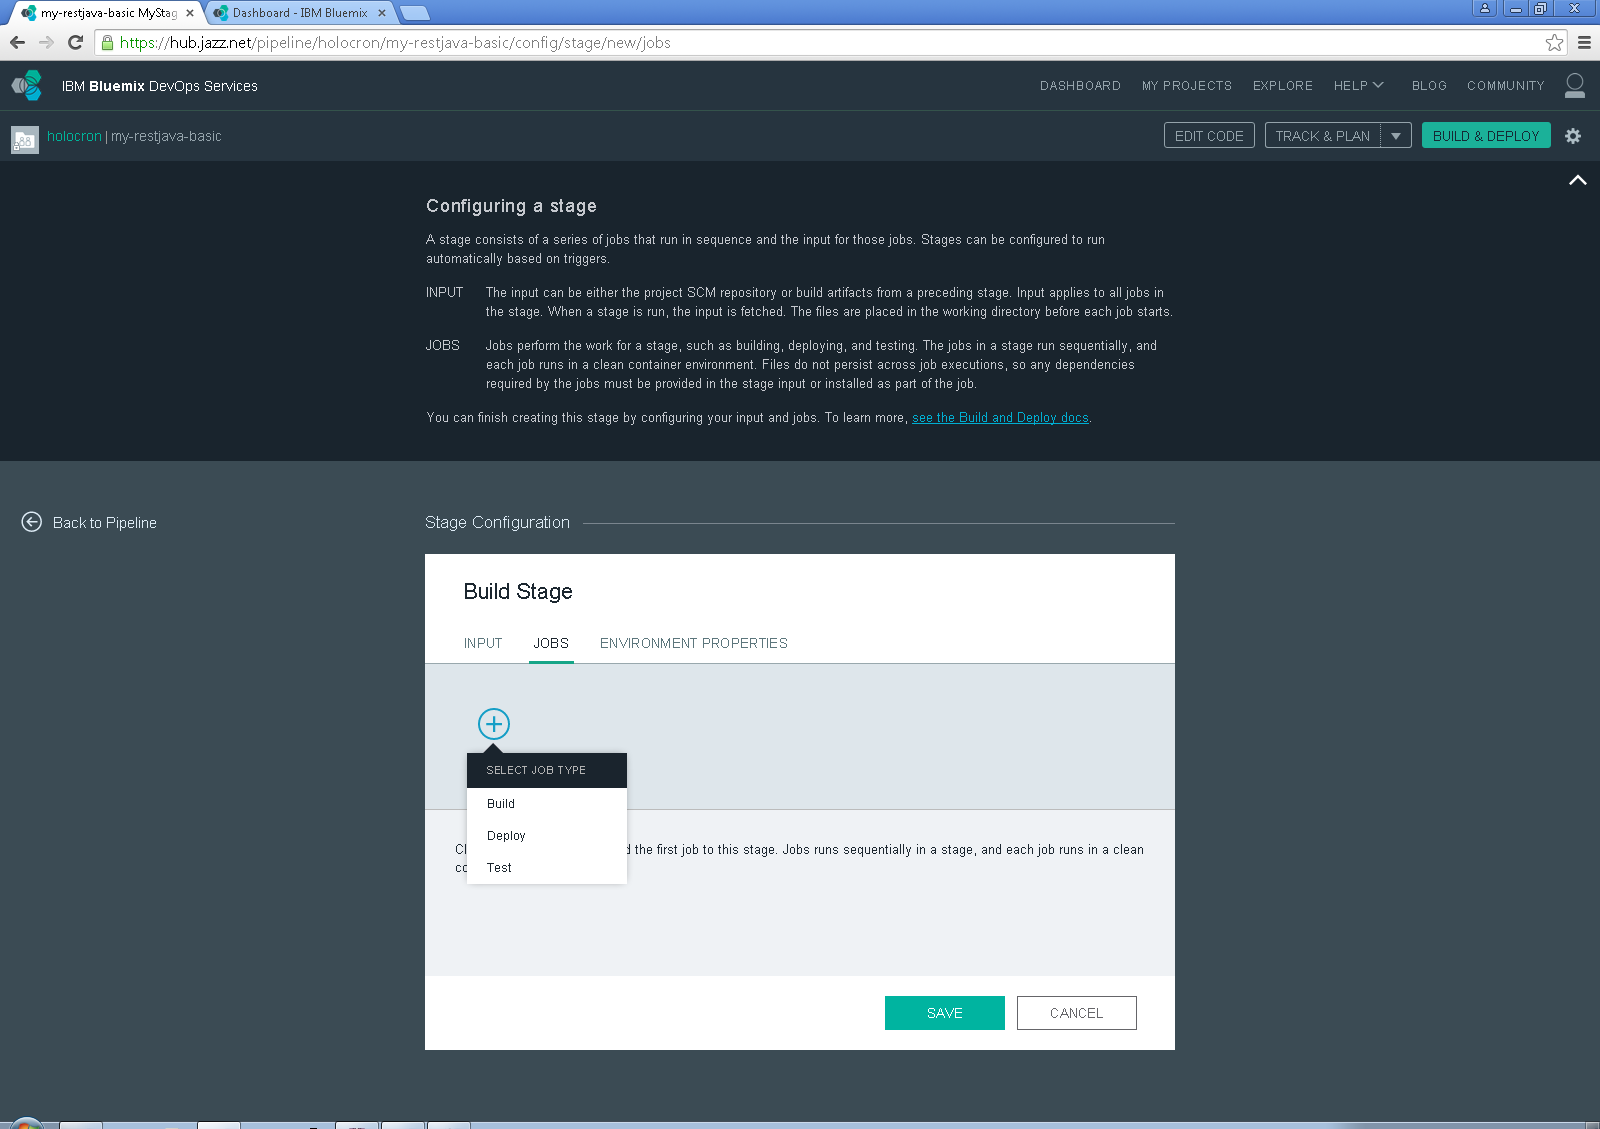 my-restjava-basic MyStag
Dashboard - IBM Bluemix
https://hub.jazz.net/pipeline/holocron/my-restjava-basic/config/stage/new/jobs
IBM Bluemix DevOps Services
DASHBOARD MY PROJECTS EXPLORE HELP BLOG COMMUNITY
holocron | my-restjava-basic
EDIT CODE TRACK & PLAN BUILD & DEPLOY
Configuring a stage
A stage consists of a series of jobs that run in sequence and the input for those jobs. Stages can be configured to run
automatically based on triggers.
INPUT The input can be either the project SCM repository or build artifacts from a preceding stage. Input applies to all jobs in
the stage. When a stage is run, the input is fetched. The files are placed in the working directory before each job starts.
JOBS Jobs perform the work for a stage, such as building, deploying, and testing. The jobs in a stage run sequentially, and
each job runs in a clean container environment. Files do not persist across job executions, so any dependencies
required by the jobs must be provided in the stage input or installed as part of the job.
You can finish creating this stage by configuring your input and jobs. To learn more, see the Build and Deploy docs.
Back to Pipeline
Stage Configuration
Build Stage
INPUT JOBS ENVIRONMENT PROPERTIES
SELECT JOB TYPE
Build
Deploy
Test
the first job to this stage. Jobs runs sequentially in a stage, and each job runs in a clean
SAVE CANCEL